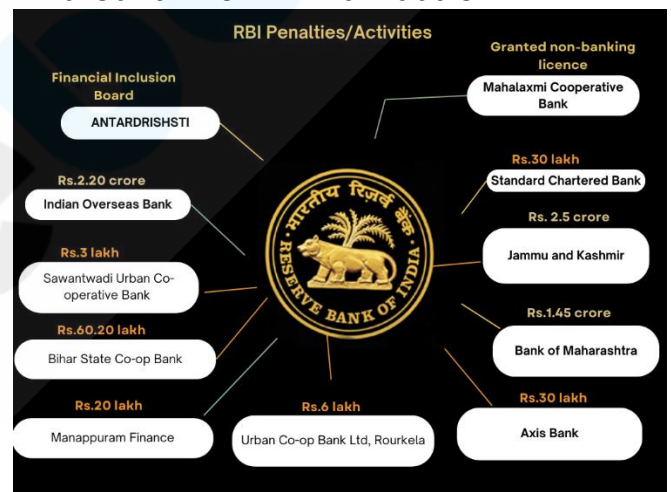 RBI Penalties/Activities
Financial Inclusion
Board
ANTARDRISHSTI
Granted non-banking
licence
Mahalaxmi Cooperative
Bank
Rs.2.20 crore
Indian Overseas Bank
Rs.30 lakh
Standard Chartered Bank
Rs.3 lakh
Sawantwadi Urban Co-
operative Bank
Rs. 2.5 crore
Jammu and Kashmir
Rs.60.20 lakh
Bihar State Co-op Bank
Rs.1.45 crore
Bank of Maharashtra
Rs.20 lakh
Manappuram Finance
Rs.6 lakh
Urban Co-op Bank Ltd, Rourkela
Rs.30 lakh
Axis Bank
भारतीय रिज़र्व बैंक
RESERVE BANK OF INDIA